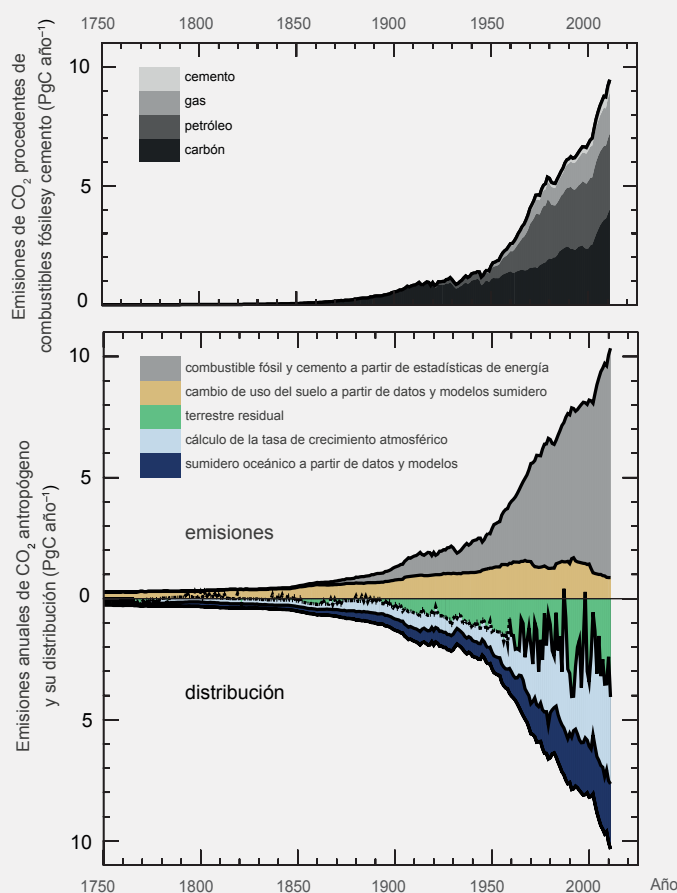 1750 1800 1850 1900 1950 2000
Emisiones de CO₂ procedentes de
combustibles fósilesy cemento (PgC año⁻¹)
10
5
0
cemento
gas
petróleo
carbón
Emisiones anuales de CO₂ antropógeno
y su distribución (PgC año⁻¹)
10
5
0
5
10
combustible fósil y cemento a partir de estadísticas de energía
cambio de uso del suelo a partir de datos y modelos sumidero
terrestre residual
cálculo de la tasa de crecimiento atmosférico
sumidero oceánico a partir de datos y modelos
emisiones
distribución
1750 1800 1850 1900 1950 2000 Año